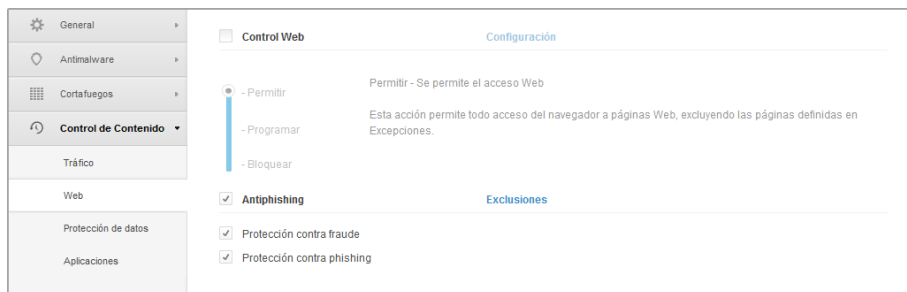 General
Antimalware
Cortafuegos
Control de Contenido
Tráfico
Web
Protección de datos
Aplicaciones
Control Web
Configuración
- Permitir
- Programar
- Bloquear
Permitir - Se permite el acceso Web
Esta acción permite todo acceso del navegador a páginas Web, excluyendo las páginas definidas en
Excepciones.
Antiphishing
Exclusiones
Protección contra fraude
Protección contra phishing